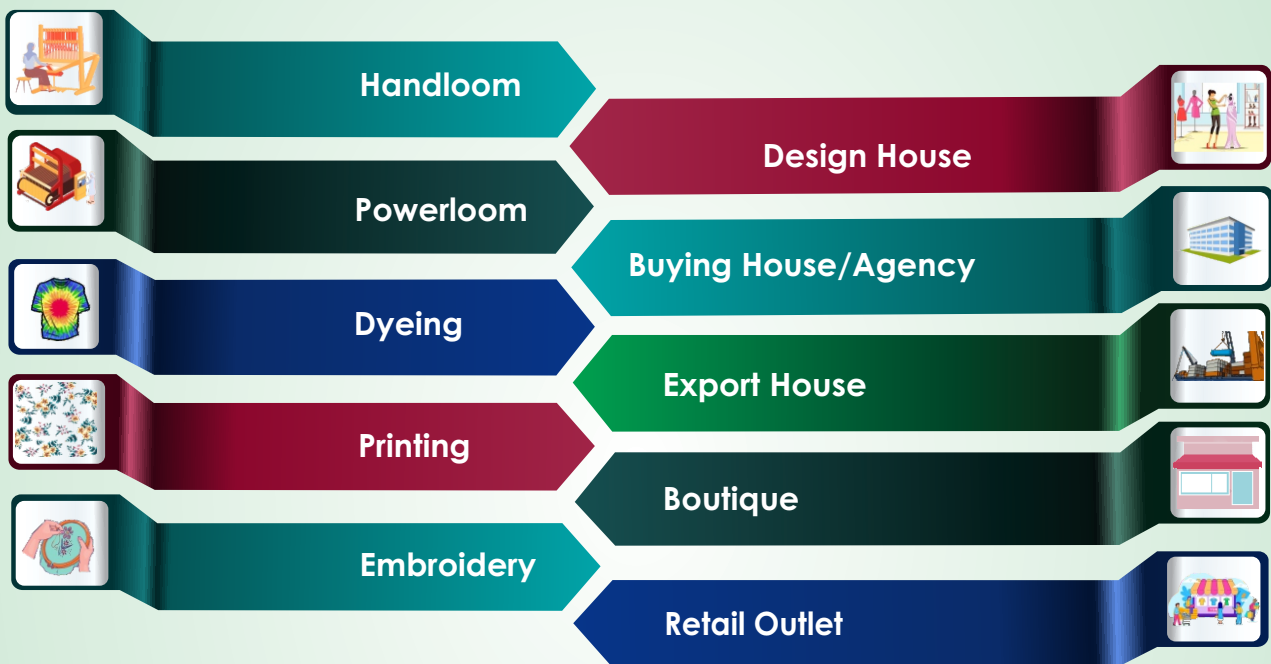 Handloom
Powerloom
Dyeing
Printing
Embroidery
Design House
Buying House/Agency
Export House
Boutique
Retail Outlet